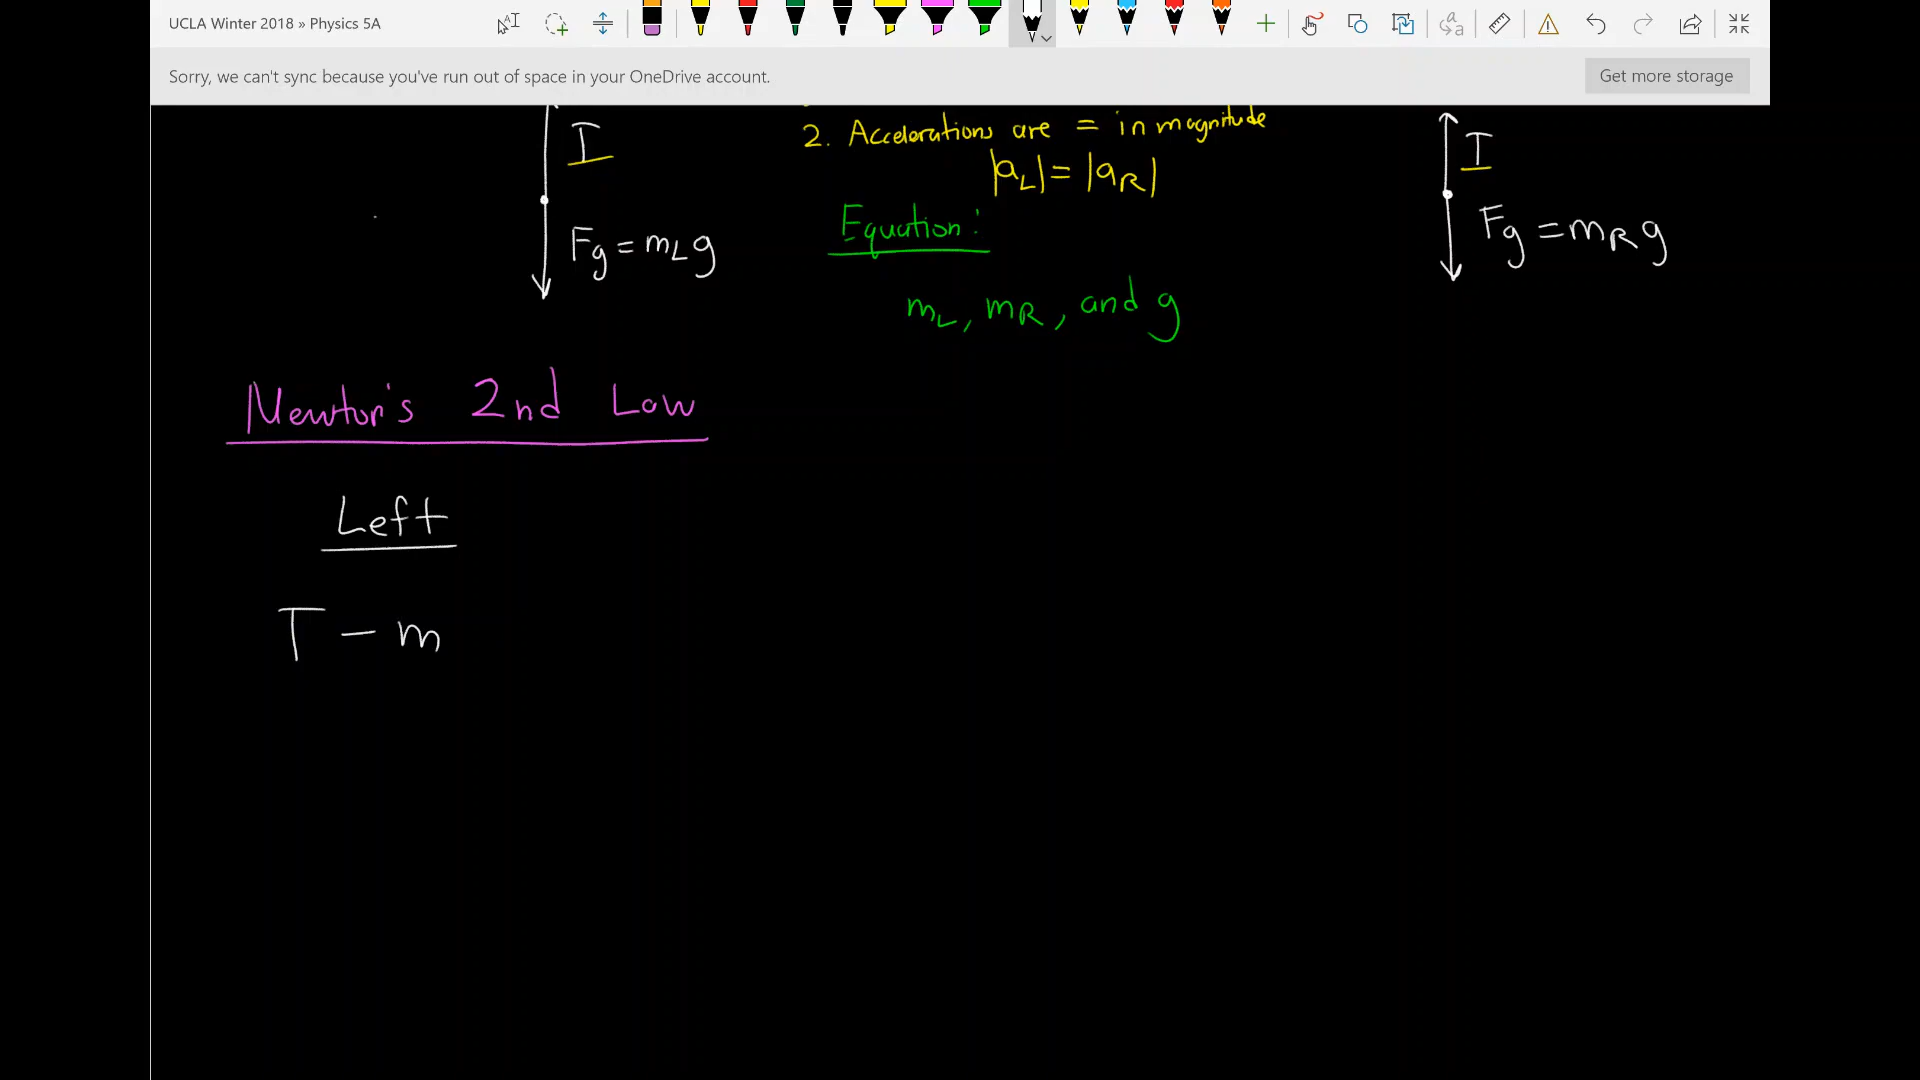 UCLA Winter 2018 » Physics 5A
Sorry, we can't sync because you've run out of space in your OneDrive account.
Get more storage
2. Accelerations are = in magnitude
|aL| = |aR|
T
Fg = mLg
T
Fg = mRg
Equation:
mL, mR, and g
Newton's 2nd Law
Left
T - m